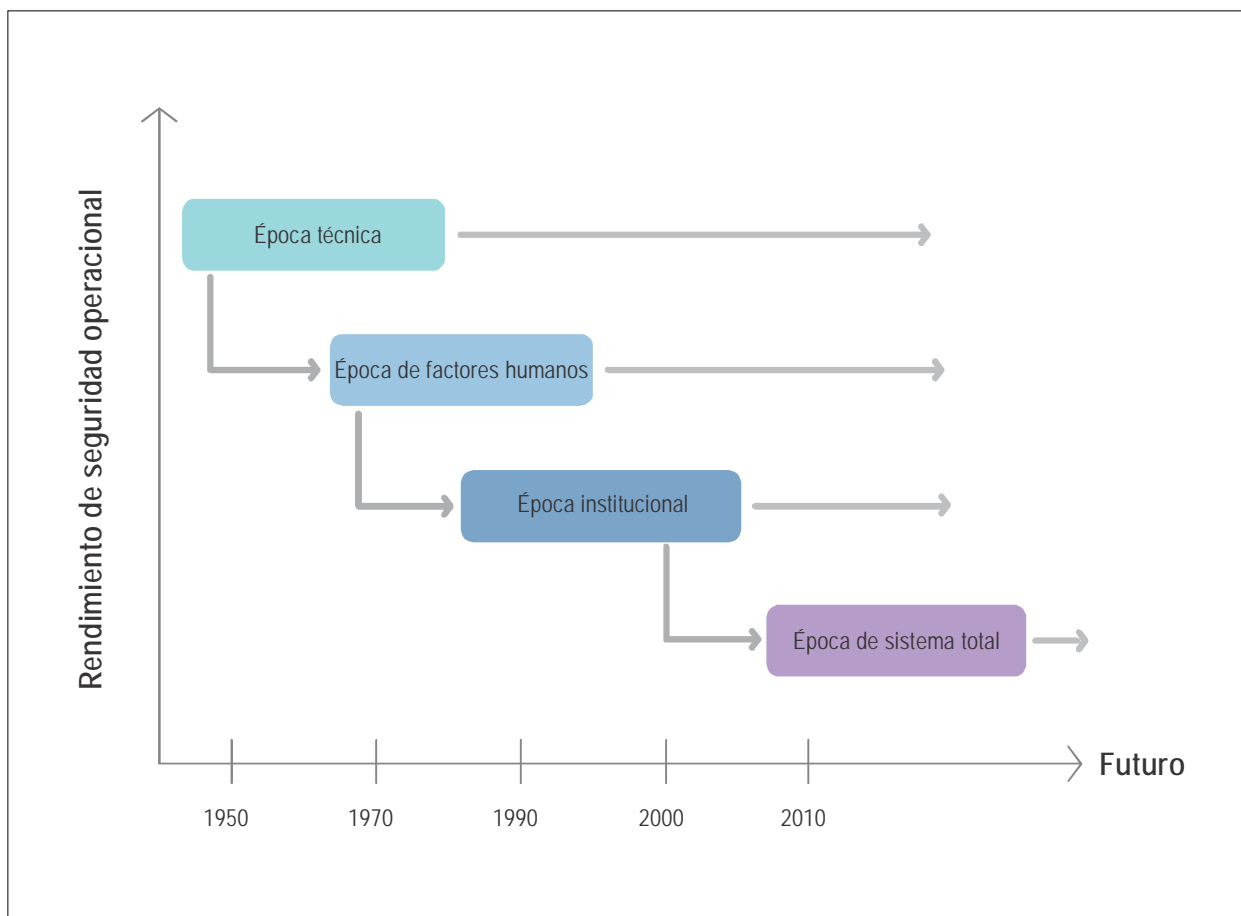 Rendimiento de seguridad operacional
Época técnica
Época de factores humanos
Época institucional
Época de sistema total
Futuro
1950
1970
1990
2000
2010